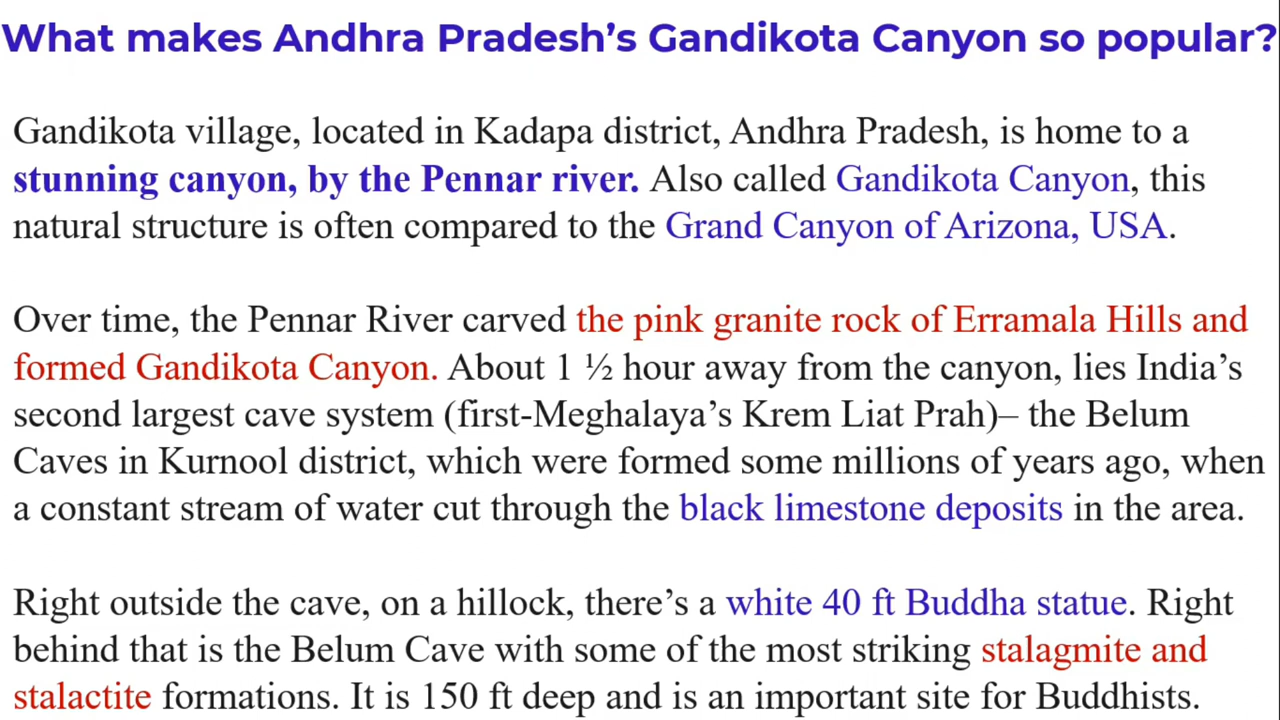 What makes Andhra Pradesh’s Gandikota Canyon so popular?
Gandikota village, located in Kadapa district, Andhra Pradesh, is home to a
stunning canyon, by the Pennar river. Also called Gandikota Canyon, this
natural structure is often compared to the Grand Canyon of Arizona, USA.
Over time, the Pennar River carved the pink granite rock of Erramala Hills and
formed Gandikota Canyon. About 1 ½ hour away from the canyon, lies India’s
second largest cave system (first-Meghalaya’s Krem Liat Prah)– the Belum
Caves in Kurnool district, which were formed some millions of years ago, when
a constant stream of water cut through the black limestone deposits in the area.
Right outside the cave, on a hillock, there’s a white 40 ft Buddha statue. Right
behind that is the Belum Cave with some of the most striking stalagmite and
stalactite formations. It is 150 ft deep and is an important site for Buddhists.